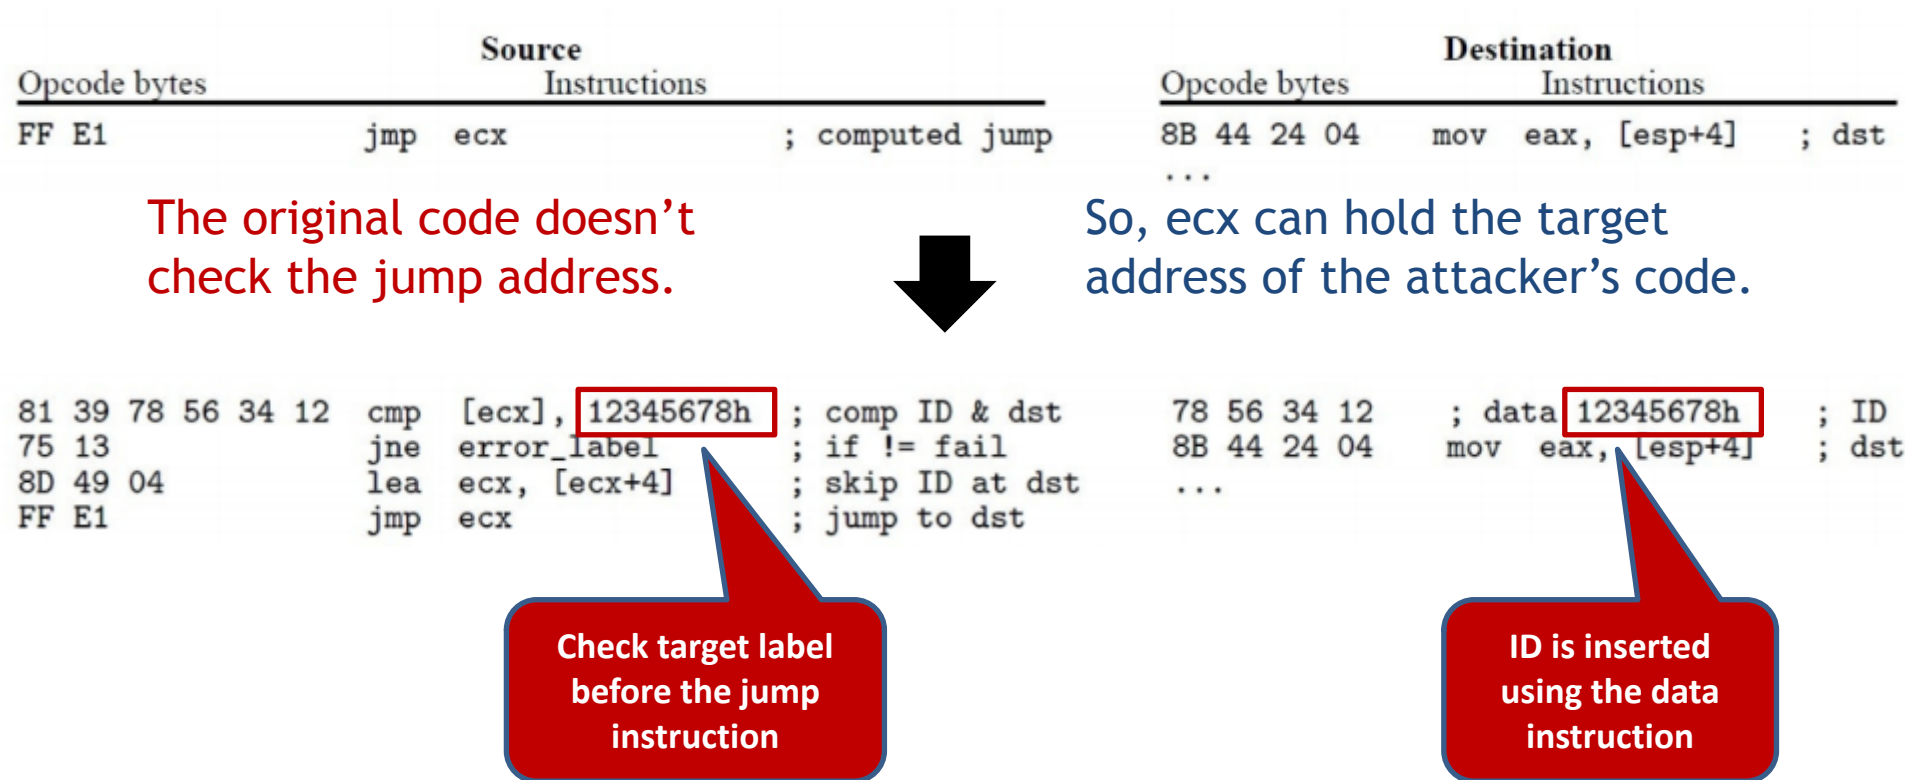 Source
Opcode bytes Instructions
FF E1 jmp ecx ; computed jump
Destination
Opcode bytes Instructions
8B 44 24 04 mov eax, [esp+4] ; dst
...
The original code doesn’t
check the jump address.
So, ecx can hold the target
address of the attacker’s code.
81 39 78 56 34 12 cmp [ecx], 12345678h ; comp ID & dst
75 13 jne error_label ; if != fail
8D 49 04 lea ecx, [ecx+4] ; skip ID at dst
FF E1 jmp ecx ; jump to dst
78 56 34 12 ; data 12345678h ; ID
8B 44 24 04 mov eax, [esp+4] ; dst
...
Check target label
before the jump
instruction
ID is inserted
using the data
instruction